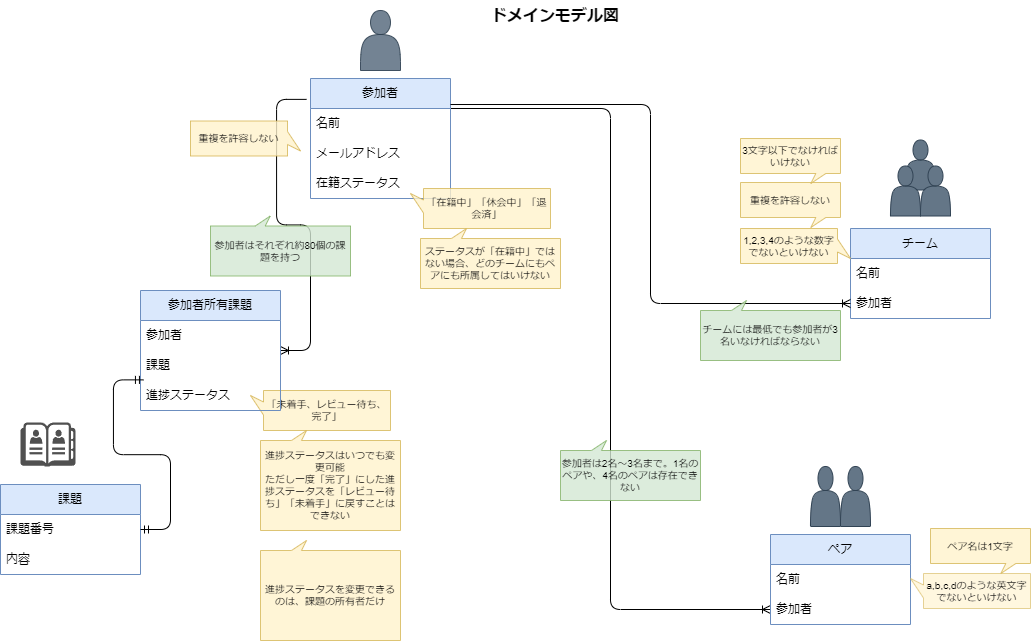 ドメインモデル図
参加者
名前
メールアドレス
在籍ステータス
重複を許容しない
「在籍中」「休会中」「退
会済」
ステータスが「在籍中」では
ない場合、どのチームにもペ
アにも所属してはいけない
参加者はそれぞれ約80個の課
題を持つ
3文字以下でなければ
いけない
重複を許容しない
1,2,3,4のような数字
でないといけない
チーム
名前
参加者
チームには最低でも参加者が3
名いなければならない
参加者所有課題
参加者
課題
進捗ステータス
「未着手、レビュー待ち、
完了」
進捗ステータスはいつでも変
更可能
ただし一度「完了」にした進
捗ステータスを「レビュー待
ち」「未着手」に戻すことは
できない
進捗ステータスを変更できる
のは、課題の所有者だけ
課題
課題番号
内容
参加者は2名〜3名まで。1名の
ペアや、4名のペアは存在でき
ない
ペア
名前
参加者
ペア名は1文字
a,b,c,dのような英文字
でないといけない